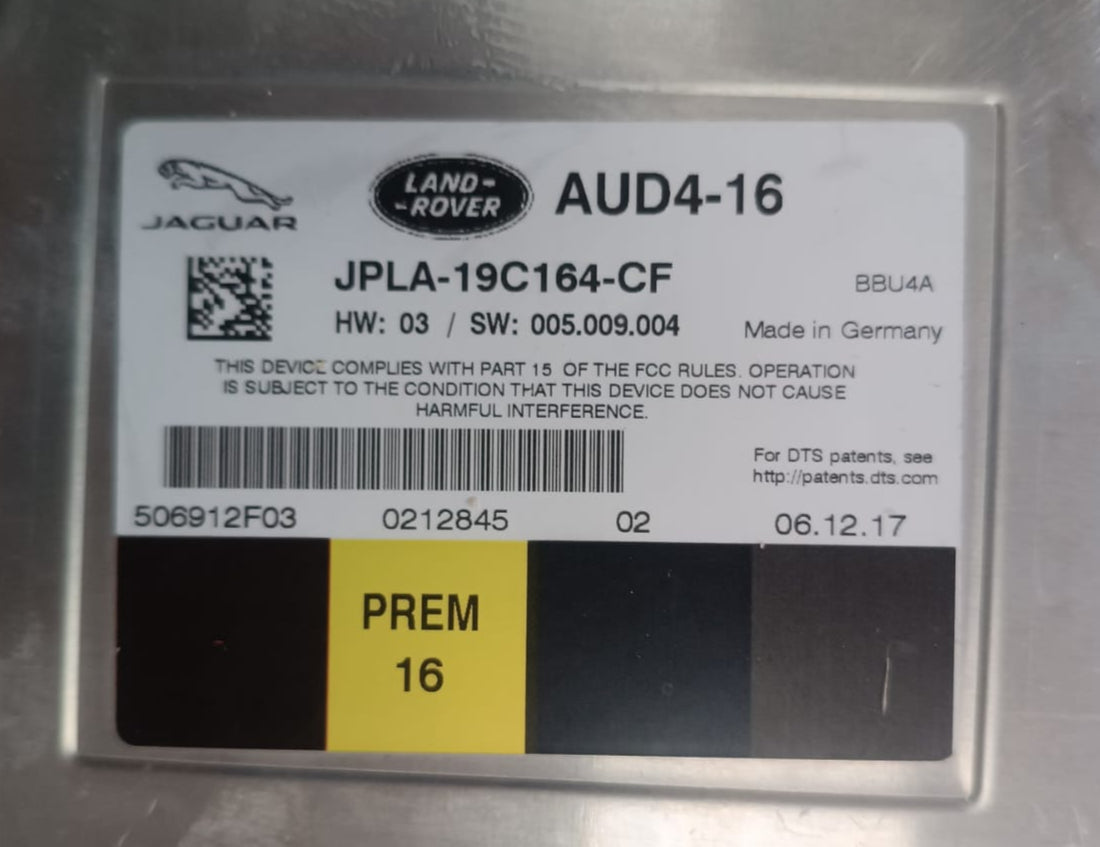 JAGUAR
LAND-
-ROVER
AUD4-16
JPLA-19C164-CF
BBU4A
HW: 03 / SW: 005.009.004
Made in Germany
THIS DEVICE COMPLIES WITH PART 15 OF THE FCC RULES. OPERATION
IS SUBJECT TO THE CONDITION THAT THIS DEVICE DOES NOT CAUSE
HARMFUL INTERFERENCE.
For DTS patents, see
http://patents.dts.com
506912F03 0212845 02 06.12.17
PREM
16